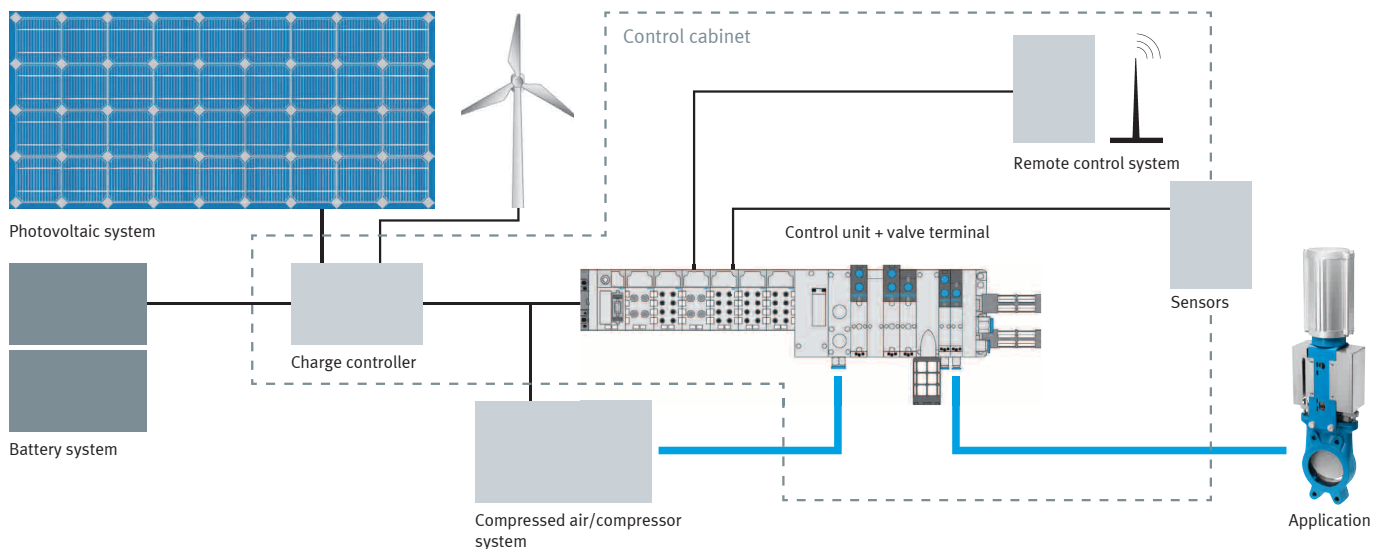 Control cabinet
Remote control system
Photovoltaic system
Control unit + valve terminal
Sensors
Charge controller
Battery system
Compressed air/compressor
system
Application